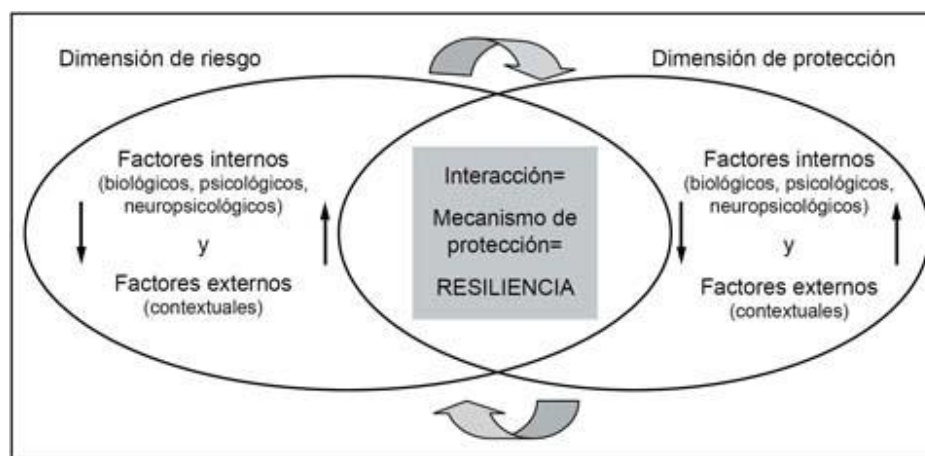 Dimensión de riesgo
Dimensión de protección
Factores internos
(biológicos, psicológicos,
neuropsicológicos)
y
Factores externos
(contextuales)
Interacción=
Mecanismo de
protección=
RESILIENCIA
Factores internos
(biológicos, psicológicos,
neuropsicológicos)
y
Factores externos
(contextuales)